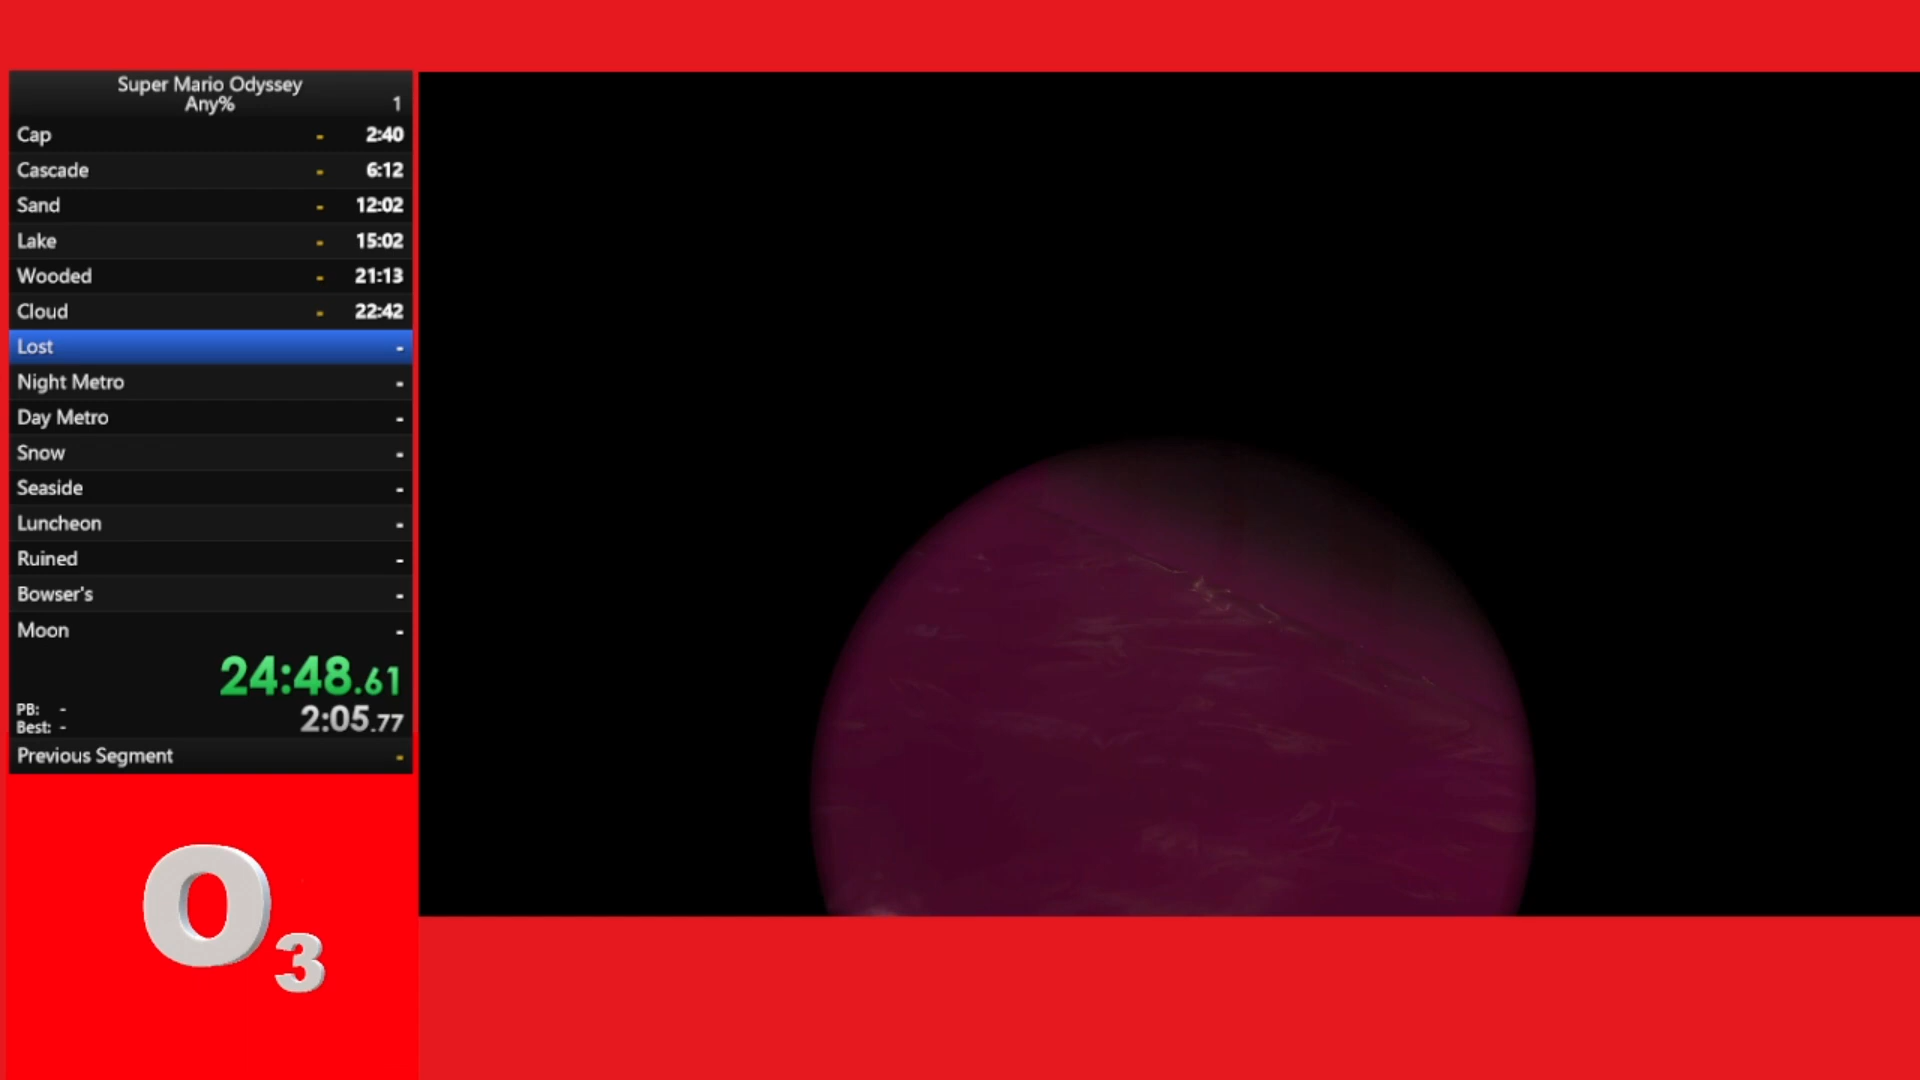 Super Mario Odyssey
Any% 1
Cap - 2:40
Cascade - 6:12
Sand - 12:02
Lake - 15:02
Wooded - 21:13
Cloud - 22:42
Lost -
Night Metro -
Day Metro -
Snow -
Seaside -
Luncheon -
Ruined -
Bowser's -
Moon -
24:48.61
PB: -
Best: - 2:05.77
Previous Segment -
O3